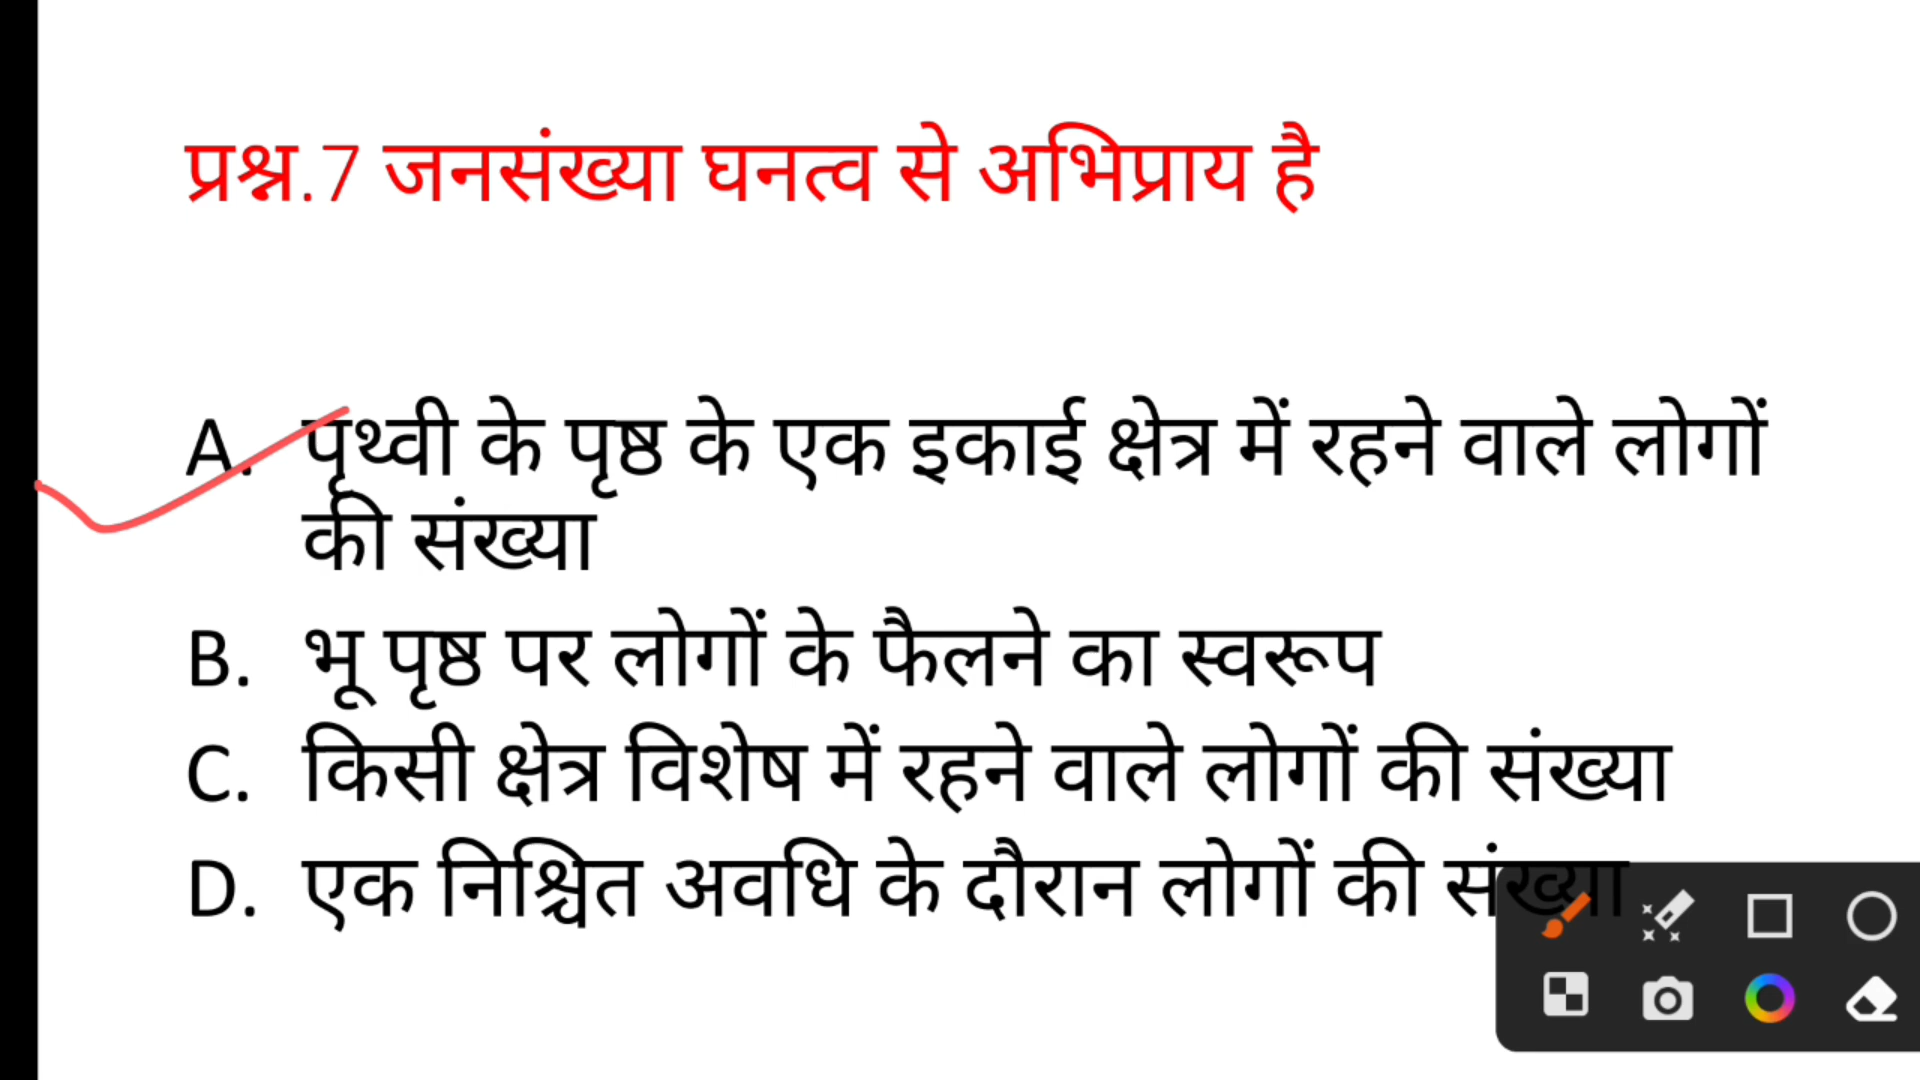 प्रश्न.7 जनसंख्या घनत्व से अभिप्राय है
A. पृथ्वी के पृष्ठ के एक इकाई क्षेत्र में रहने वाले लोगों
की संख्या
B. भू पृष्ठ पर लोगों के फैलने का स्वरूप
C. किसी क्षेत्र विशेष में रहने वाले लोगों की संख्या
D. एक निश्चित अवधि के दौरान लोगों की संख्या